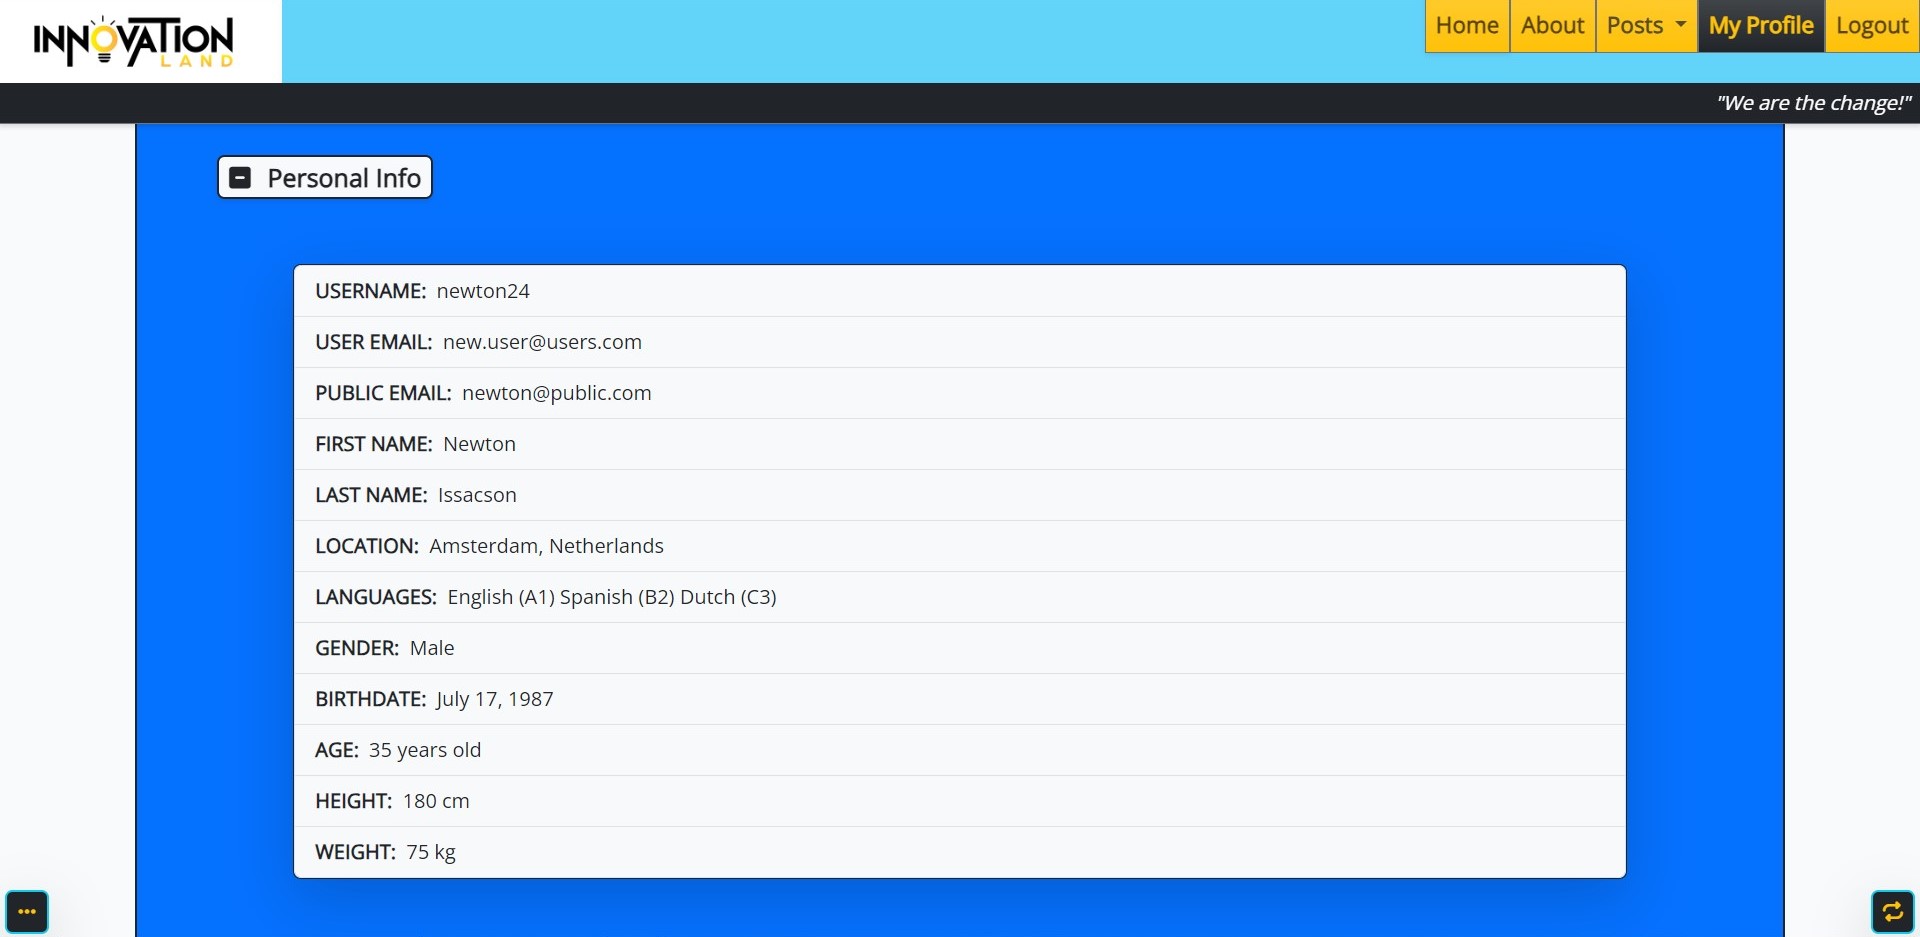 INNOVATION
LAND
Home About Posts My Profile Logout
"We are the change!"
Personal Info
USERNAME: newton24
USER EMAIL: new.user@users.com
PUBLIC EMAIL: newton@public.com
FIRST NAME: Newton
LAST NAME: Issacson
LOCATION: Amsterdam, Netherlands
LANGUAGES: English (A1) Spanish (B2) Dutch (C3)
GENDER: Male
BIRTHDATE: July 17, 1987
AGE: 35 years old
HEIGHT: 180 cm
WEIGHT: 75 kg